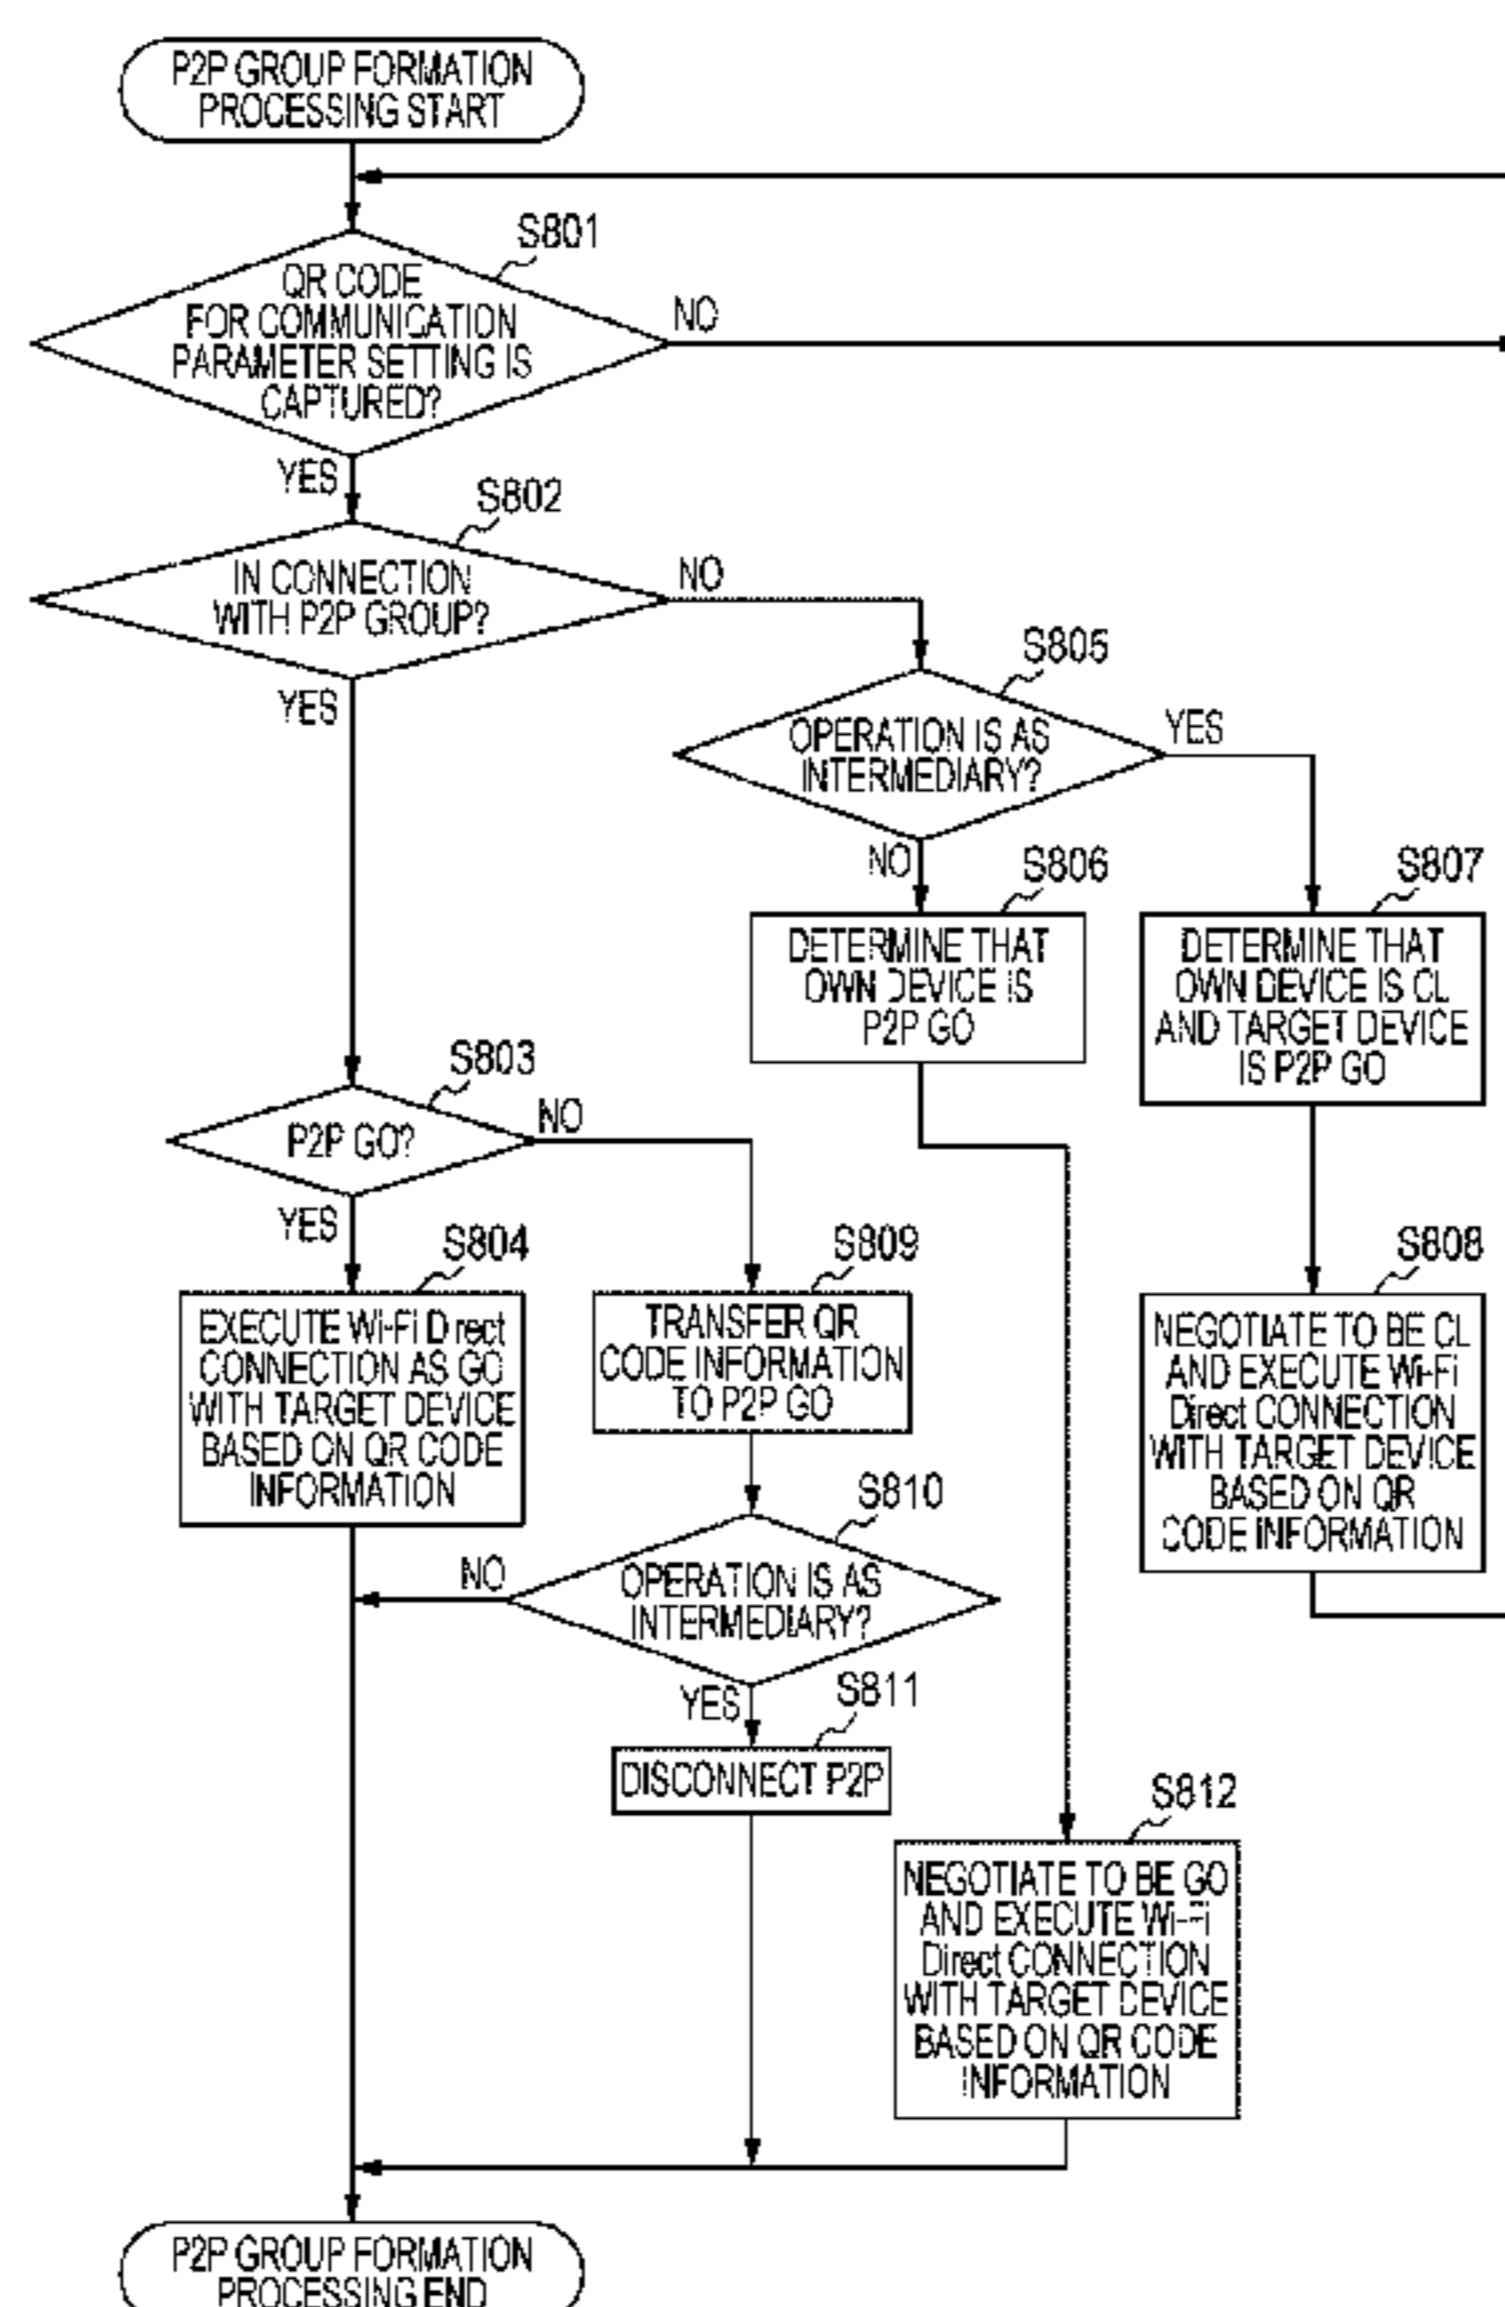 P2P GROUP FORMATION
PROCESSING START
S801
QR CODE
FOR COMMUNICATION
PARAMETER SETTING IS
CAPTURED?
NO
YES
S802
IN CONNECTION
WITH P2P GROUP?
NO
YES
S805
OPERATION IS AS
INTERMEDIARY?
YES
NO
S806
DETERMINE THAT
OWN DEVICE IS
P2P GO
S807
DETERMINE THAT
OWN DEVICE IS CL
AND TARGET DEVICE
IS P2P GO
S803
P2P GO?
NO
YES
S804
EXECUTE Wi-Fi Direct
CONNECTION AS GO
WITH TARGET DEVICE
BASED ON QR CODE
INFORMATION
S809
TRANSFER QR
CODE INFORMATION
TO P2P GO
S808
NEGOTIATE TO BE CL
AND EXECUTE Wi-Fi
Direct CONNECTION
WITH TARGET DEVICE
BASED ON QR
CODE INFORMATION
S810
OPERATION IS AS
INTERMEDIARY?
NO
YES
S811
DISCONNECT P2P
S812
NEGOTIATE TO BE GO
AND EXECUTE Wi-Fi
Direct CONNECTION
WITH TARGET DEVICE
BASED ON QR CODE
INFORMATION
P2P GROUP FORMATION
PROCESSING END